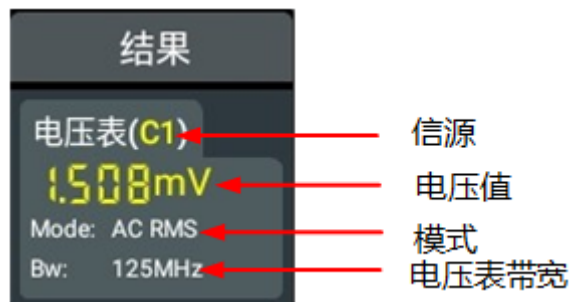 结果
电压表(C1)
信源
1.508mV
电压值
Mode: AC RMS
模式
Bw: 125MHz
电压表带宽